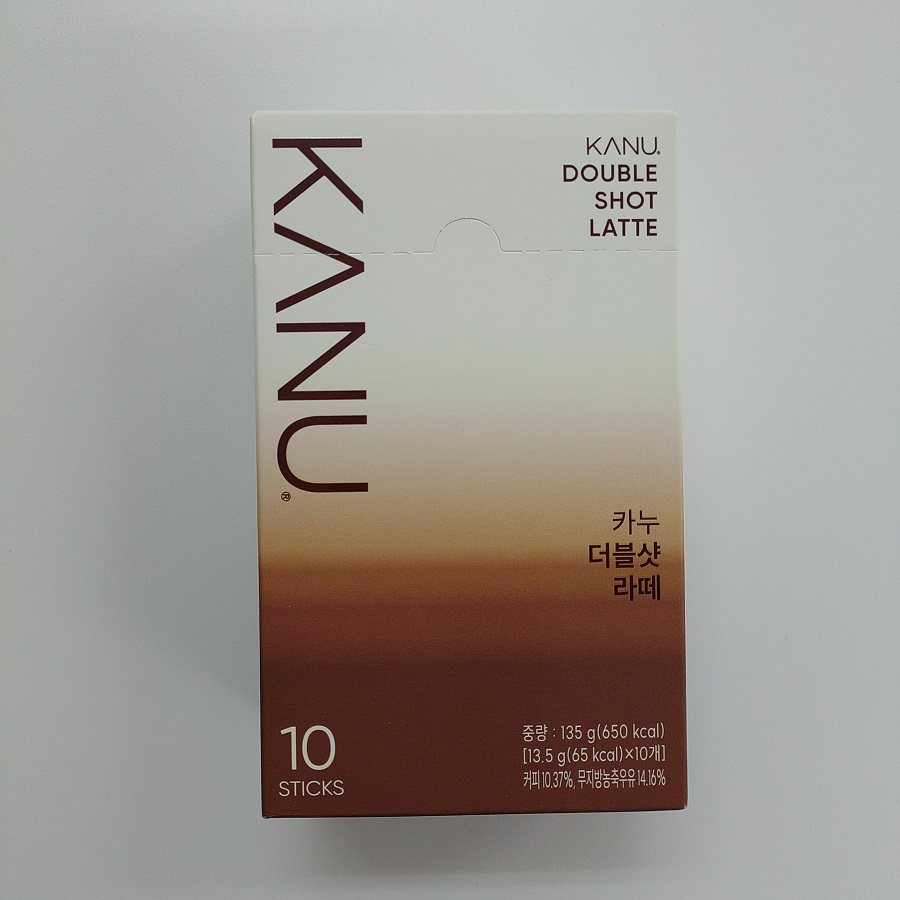 KANU®
KANU®
DOUBLE
SHOT
LATTE
카누
더블샷
라떼
10
STICKS
중량 : 135 g(650 kcal)
[13.5 g(65 kcal)×10개]
커피 10.37%, 무지방농축우유 14.16%